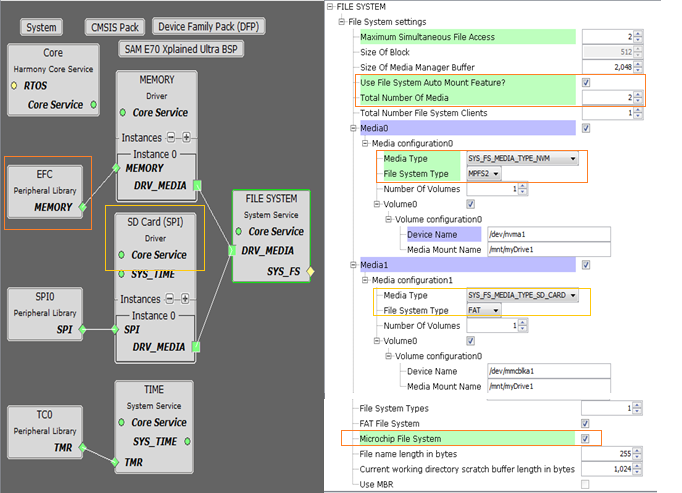 System
CMSIS Pack
Device Family Pack (DFP)
SAM E70 Xplained Ultra BSP
Core
Harmony Core Service
RTOS
Core Service
MEMORY
Driver
Core Service
Instances
Instance 0
MEMORY
DRV_MEDIA
EFC
Peripheral Library
MEMORY
SD Card (SPI)
Driver
Core Service
SYS_TIME
Instances
Instance 0
SPI
DRV_MEDIA
FILE SYSTEM
System Service
Core Service
DRV_MEDIA
SYS_FS
SPI0
Peripheral Library
SPI
TIME
System Service
Core Service
SYS_TIME
TMR
TC0
Peripheral Library
TMR
FILE SYSTEM
File System settings
Maximum Simultaneous File Access 2
Size Of Block 512
Size Of Media Manager Buffer 2,048
Use File System Auto Mount Feature?
Total Number Of Media 2
Total Number File System Clients 1
Media0
Media configuration0
Media Type SYS_FS_MEDIA_TYPE_NVM
File System Type MPFS2
Number Of Volumes 1
Volume0
Volume configuration0
Device Name /dev/nvma1
Media Mount Name /mnt/myDrive1
Media1
Media configuration1
Media Type SYS_FS_MEDIA_TYPE_SD_CARD
File System Type FAT
Number Of Volumes 1
Volume0
Volume configuration0
Device Name /dev/mmcblka1
Media Mount Name /mnt/myDrive1
File System Types 1
FAT File System
Microchip File System
File name length in bytes 255
Current working directory scratch buffer length in bytes 1,024
Use MBR